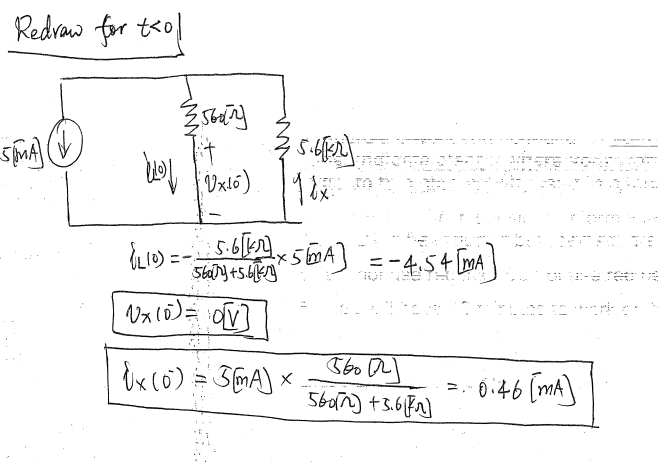 Redraw for t<0
560[Ω]
5[mA]
+
5.6[kΩ]
iL(0)
vx(0⁻)
ix
−
iL(0) = - 5.6[kΩ] / 560[Ω]+5.6[kΩ] × 5[mA] = -4.54[mA]
vx(0⁻) = 0[V]
ix(0⁻) = 5[mA] × 560[Ω] / 560[Ω]+5.6[kΩ] = 0.46[mA]